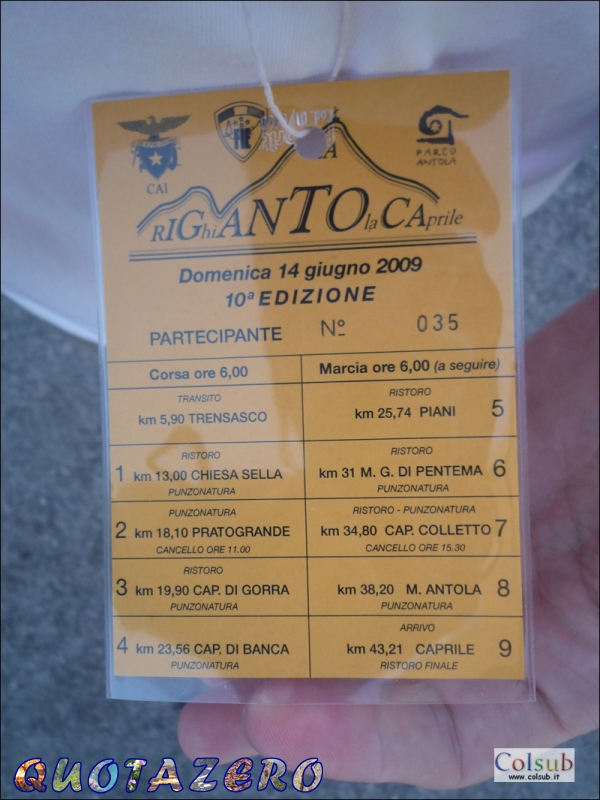 CAI
FIE
PARCO
ANTOLA
A
RIGhiANTOlaCAprile
Domenica 14 giugno 2009
10ª EDIZIONE
PARTECIPANTE Nº 035
Corsa ore 6,00
TRANSITO
km 5,90 TRENSASCO
RISTORO
1 km 13,00 CHIESA SELLA
PUNZONATURA
PUNZONATURA
2 km 18,10 PRATOGRANDE
CANCELLO ORE 11.00
RISTORO
3 km 19,90 CAP. DI GORRA
PUNZONATURA
4 km 23,56 CAP. DI BANCA
PUNZONATURA
Marcia ore 6,00 (a seguire)
RISTORO
km 25,74 PIANI 5
RISTORO
km 31 M. G. DI PENTEMA 6
PUNZONATURA
RISTORO - PUNZONATURA
km 34,80 CAP. COLLETTO 7
CANCELLO ORE 15.30
km 38,20 M. ANTOLA 8
PUNZONATURA
ARRIVO
km 43,21 CAPRILE 9
RISTORO FINALE
QUOTAZERO
Colsub
www.colsub.it